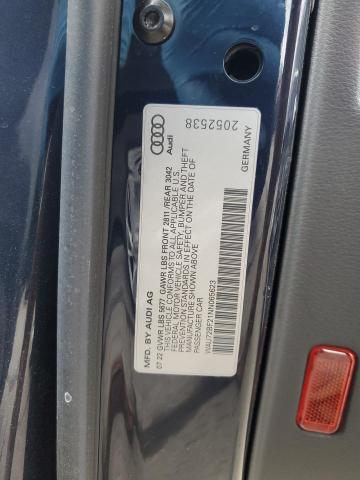 Audi
2052538
GERMANY
MFD. BY AUDI AG
07 22 GVWR LBS 5677 GAWR LBS FRONT 2811 / REAR 3042
THIS VEHICLE CONFORMS TO ALL APPLICABLE U.S.
FEDERAL MOTOR VEHICLE SAFETY, BUMPER AND THEFT
PREVENTION STANDARDS IN EFFECT ON THE DATE OF
MANUFACTURE SHOWN ABOVE
PASSENGER CAR
WAU72BF21NN066623